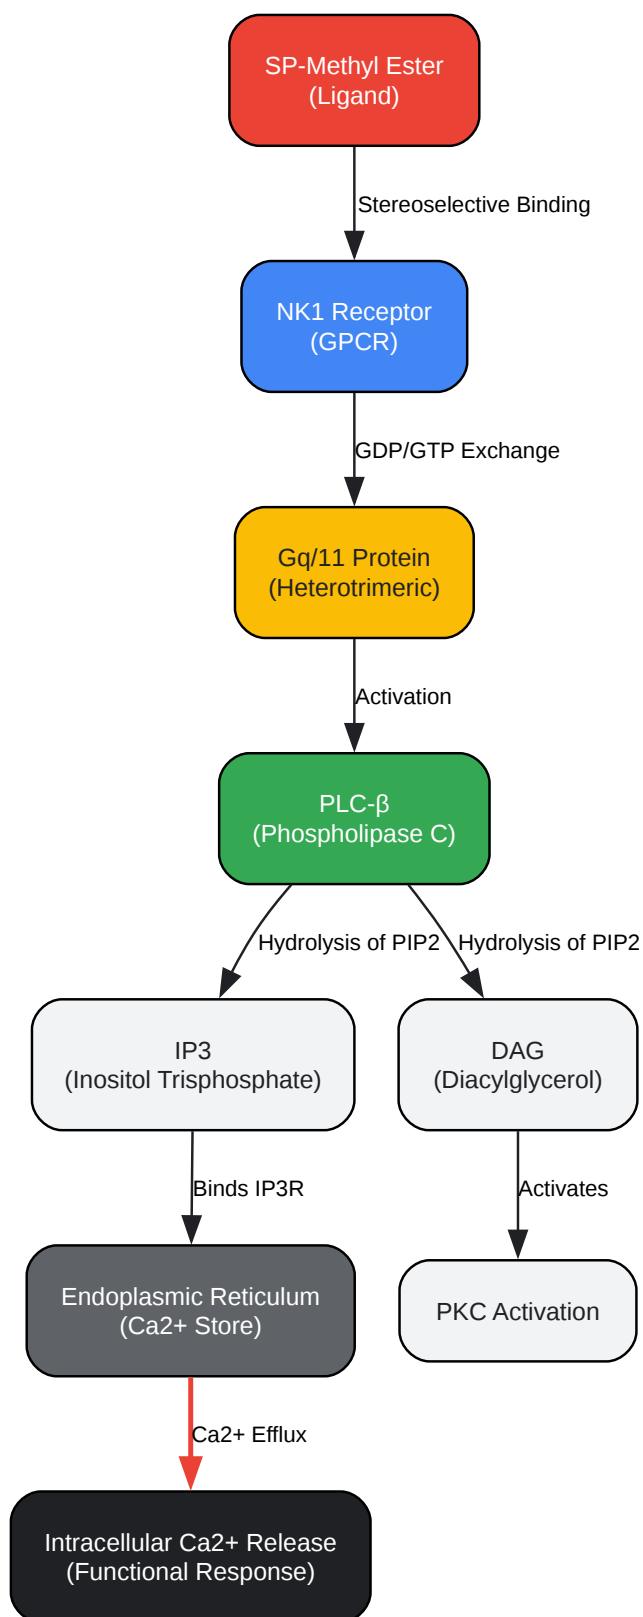 SP-Methyl Ester
(Ligand)
Stereoselective Binding
NK1 Receptor
(GPCR)
GDP/GTP Exchange
Gq/11 Protein
(Heterotrimeric)
Activation
PLC-β
(Phospholipase C)
Hydrolysis of PIP2
Hydrolysis of PIP2
IP3
(Inositol Trisphosphate)
DAG
(Diacylglycerol)
Binds IP3R
Activates
Endoplasmic Reticulum
(Ca2+ Store)
PKC Activation
Ca2+ Efflux
Intracellular Ca2+ Release
(Functional Response)